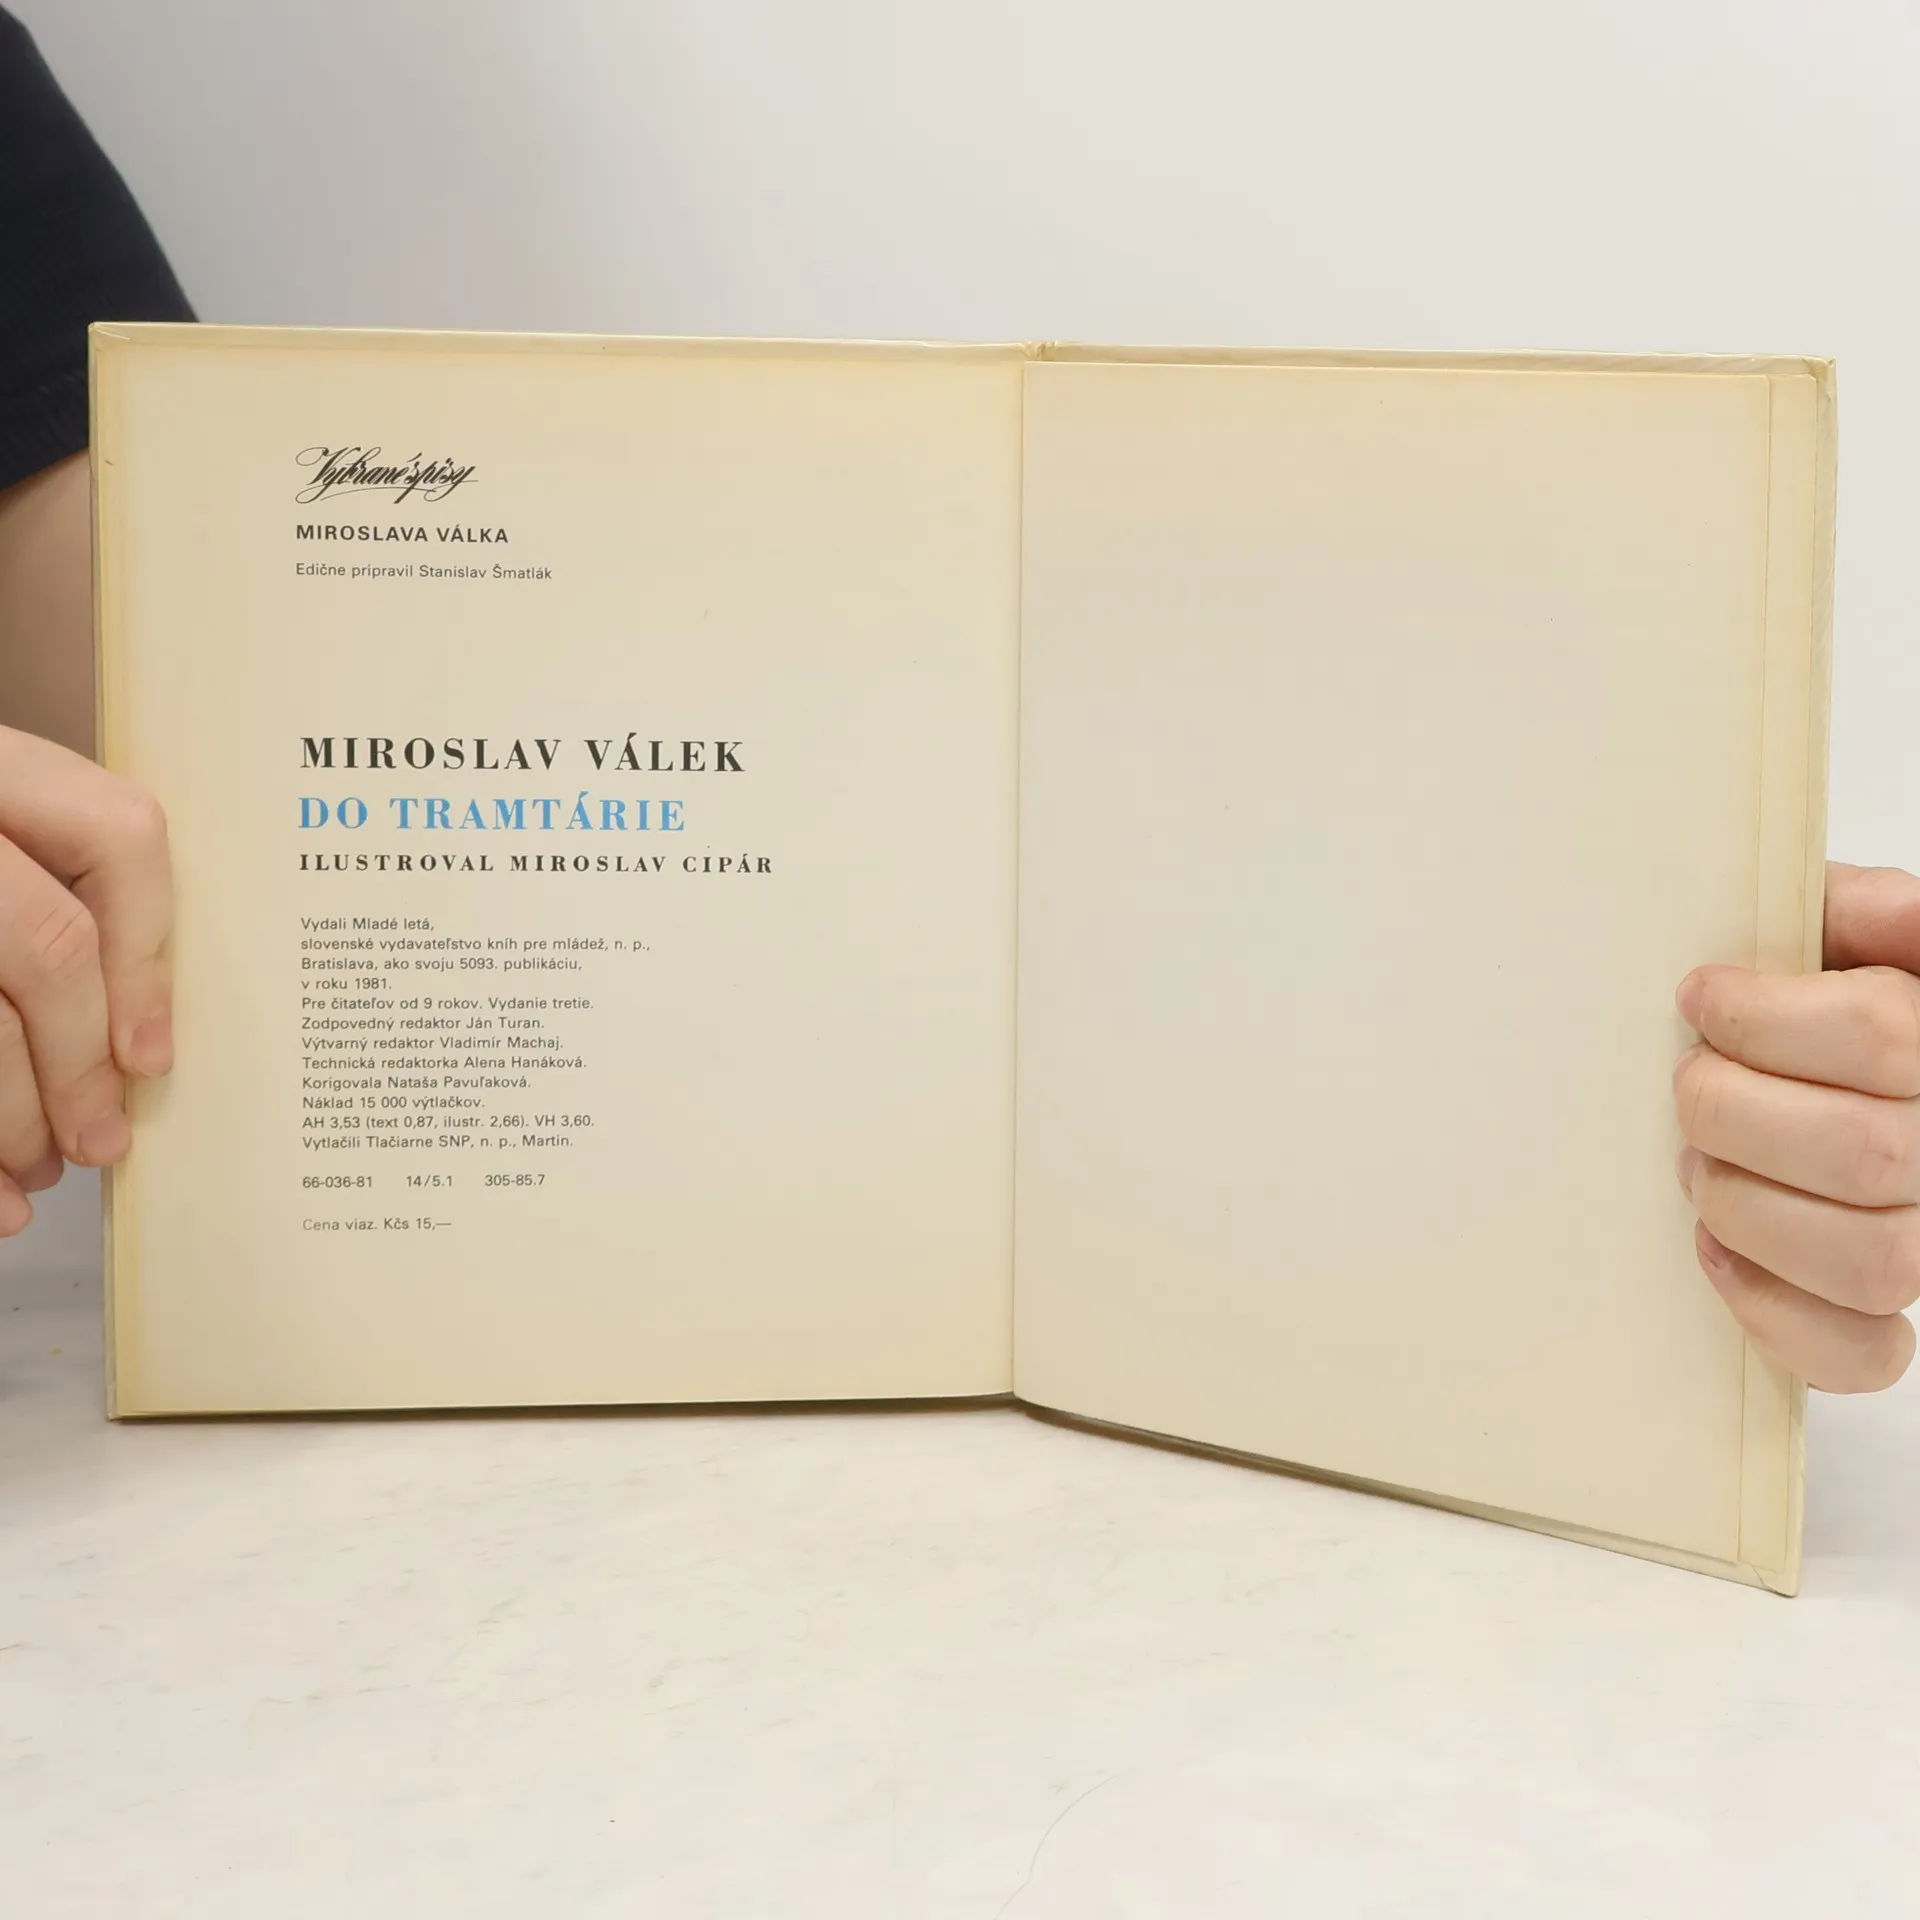 Vybrané spisy
MIROSLAVA VÁLKA
Edične pripravil Stanislav Šmatlák
MIROSLAV VÁLEK
DO TRAMTÁRIE
ILUSTROVAL MIROSLAV CIPÁR
Vydali Mladé letá,
slovenské vydavateľstvo kníh pre mládež, n. p.,
Bratislava, ako svoju 5093. publikáciu,
v roku 1981.
Pre čitateľov od 9 rokov. Vydanie tretie.
Zodpovedný redaktor Ján Turan.
Výtvarný redaktor Vladimír Machaj.
Technická redaktorka Alena Hanáková.
Korigovala Nataša Pavuľaková.
Náklad 15 000 výtlačkov.
AH 3,53 (text 0,87, ilustr. 2,66). VH 3,60.
Vytlačili Tlačiarne SNP, n. p., Martin.
66-036-81 14/5.1 305-85.7
Cena viaz. Kčs 15,—